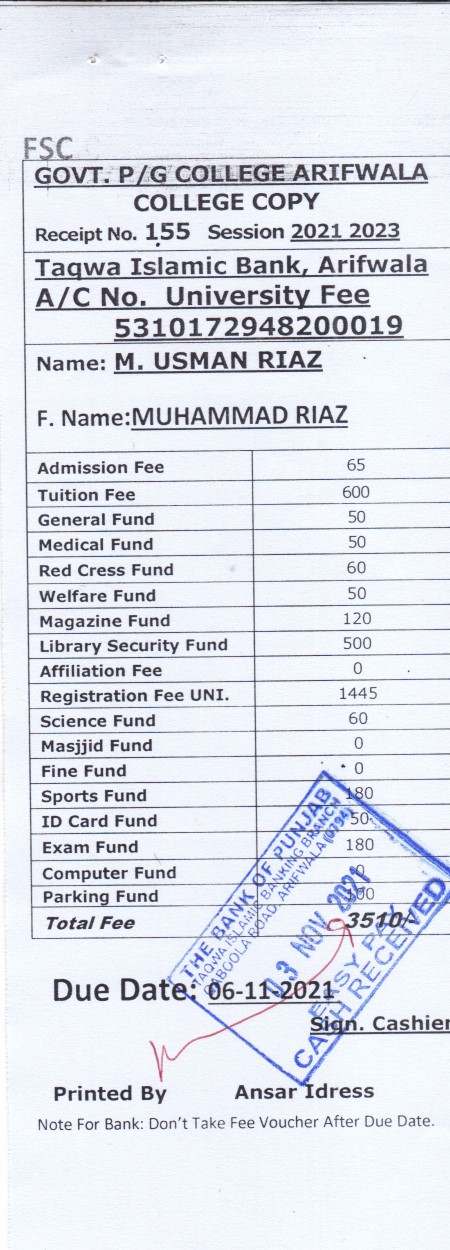 FSC
GOVT. P/G COLLEGE ARIFWALA
COLLEGE COPY
Receipt No. 155 Session 2021 2023
Taqwa Islamic Bank, Arifwala
A/C No. University Fee
5310172948200019
Name: M. USMAN RIAZ
F. Name:MUHAMMAD RIAZ
Admission Fee 65
Tuition Fee 600
General Fund 50
Medical Fund 50
Red Cress Fund 60
Welfare Fund 50
Magazine Fund 120
Library Security Fund 500
Affiliation Fee 0
Registration Fee UNI. 1445
Science Fund 60
Masjjid Fund 0
Fine Fund 0
Sports Fund 180
ID Card Fund 50
Exam Fund 180
Computer Fund 0
Parking Fund 100
Total Fee 3510/-
THE BANK OF PUNJAB
TAQWA ISLAMIC BANKING BRANCH
QABOOLA ROAD, ARIFWALA (0194)
03 NOV 2021
EASY PAY
CASH RECEIVED
Due Date: 06-11-2021
Sign. Cashier
Printed By Ansar Idress
Note For Bank: Don't Take Fee Voucher After Due Date.